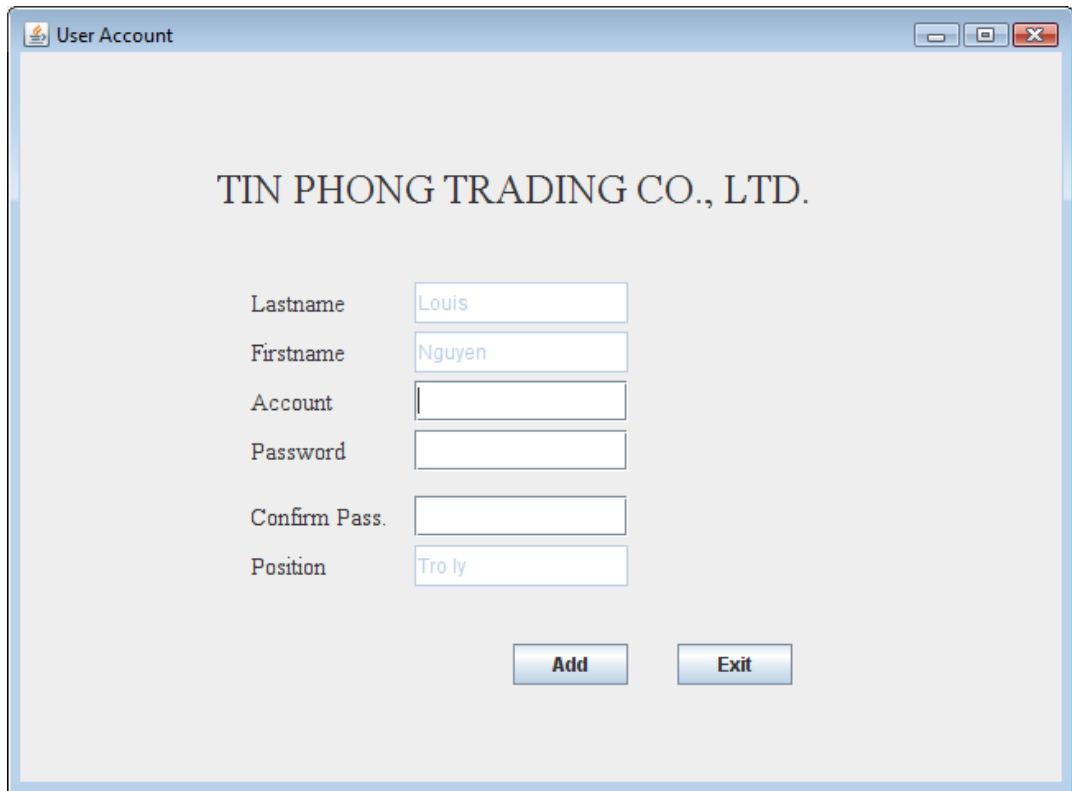 User Account
TIN PHONG TRADING CO., LTD.
Lastname Louis
Firstname Nguyen
Account
Password
Confirm Pass.
Position Tro ly
Add Exit